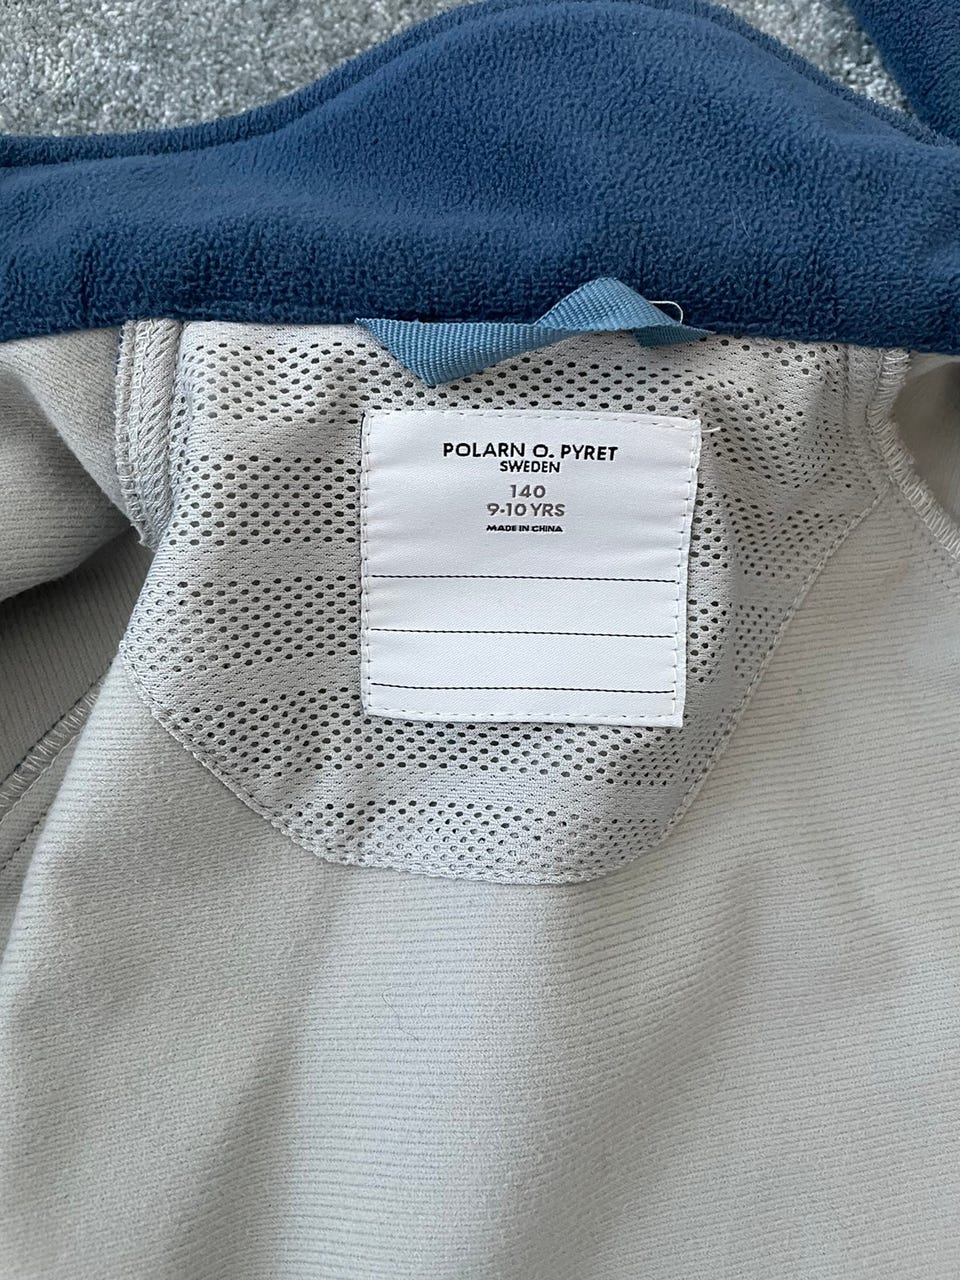 POLARN O. PYRET
SWEDEN
140
9-10 YRS
MADE IN CHINA